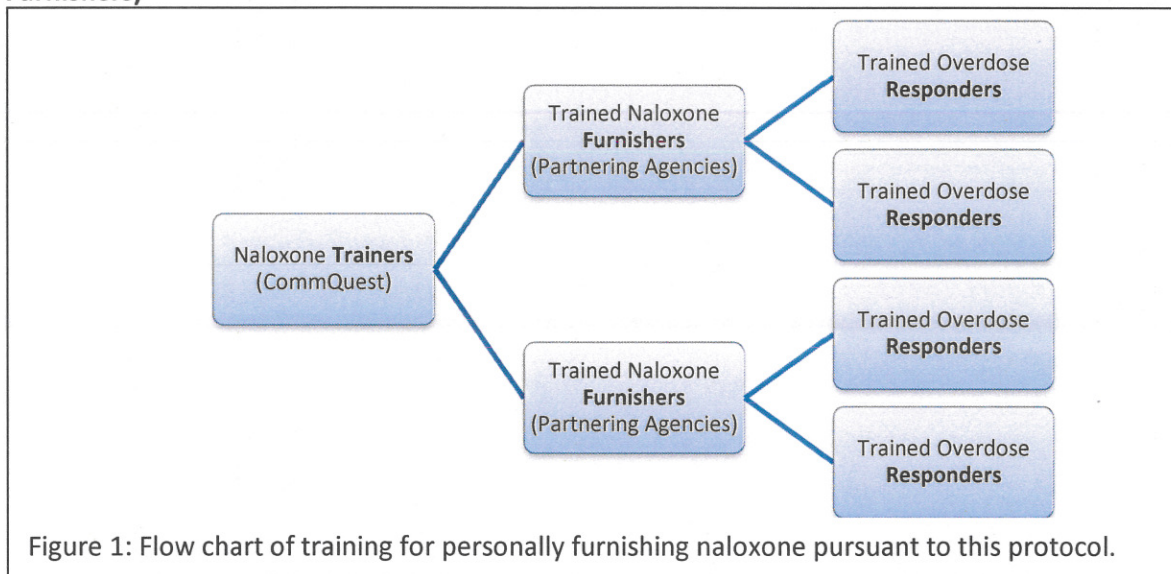 Trained Overdose
Responders
Trained Naloxone
Furnishers
(Partnering Agencies)
Trained Overdose
Responders
Naloxone Trainers
(CommQuest)
Trained Overdose
Responders
Trained Naloxone
Furnishers
(Partnering Agencies)
Trained Overdose
Responders
Figure 1: Flow chart of training for personally furnishing naloxone pursuant to this protocol.